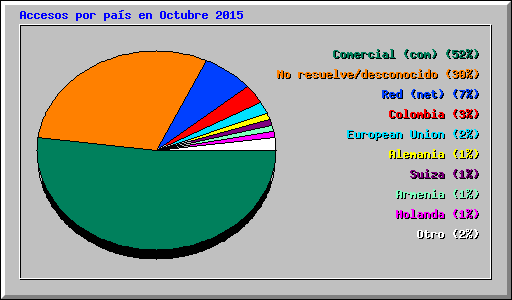 Accesos por país en Octubre 2015
Comercial (com) (52%)
No resuelve/desconocido (30%)
Red (net) (7%)
Colombia (3%)
European Union (2%)
Alemania (1%)
Suiza (1%)
Armenia (1%)
Holanda (1%)
Otro (2%)